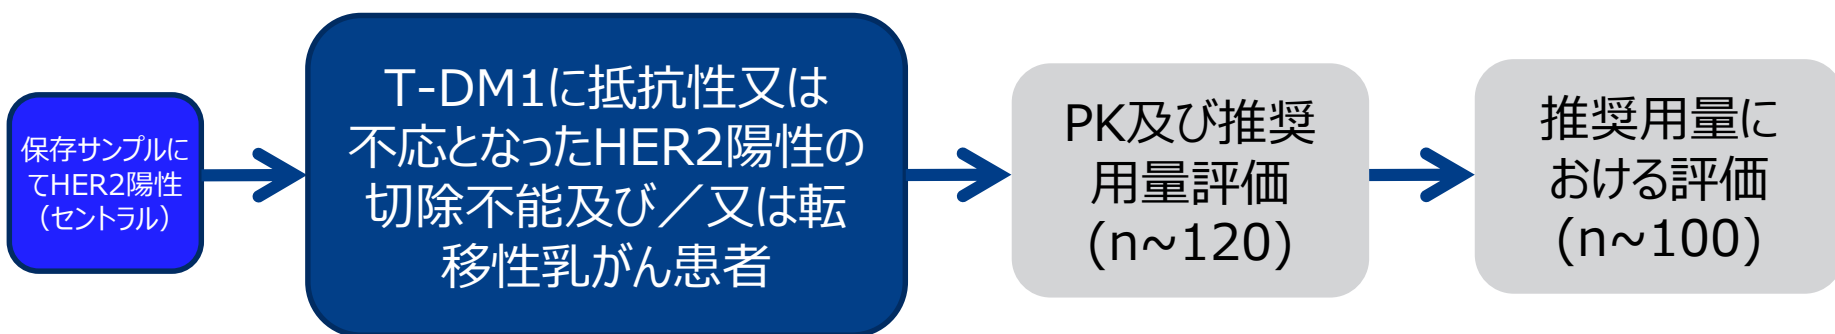 保存サンプルに
てHER2陽性
（セントラル）
T-DM1に抵抗性又は
不応となったHER2陽性の
切除不能及び／又は転
移性乳がん患者
PK及び推奨
用量評価
(n~120)
推奨用量に
おける評価
(n~100)